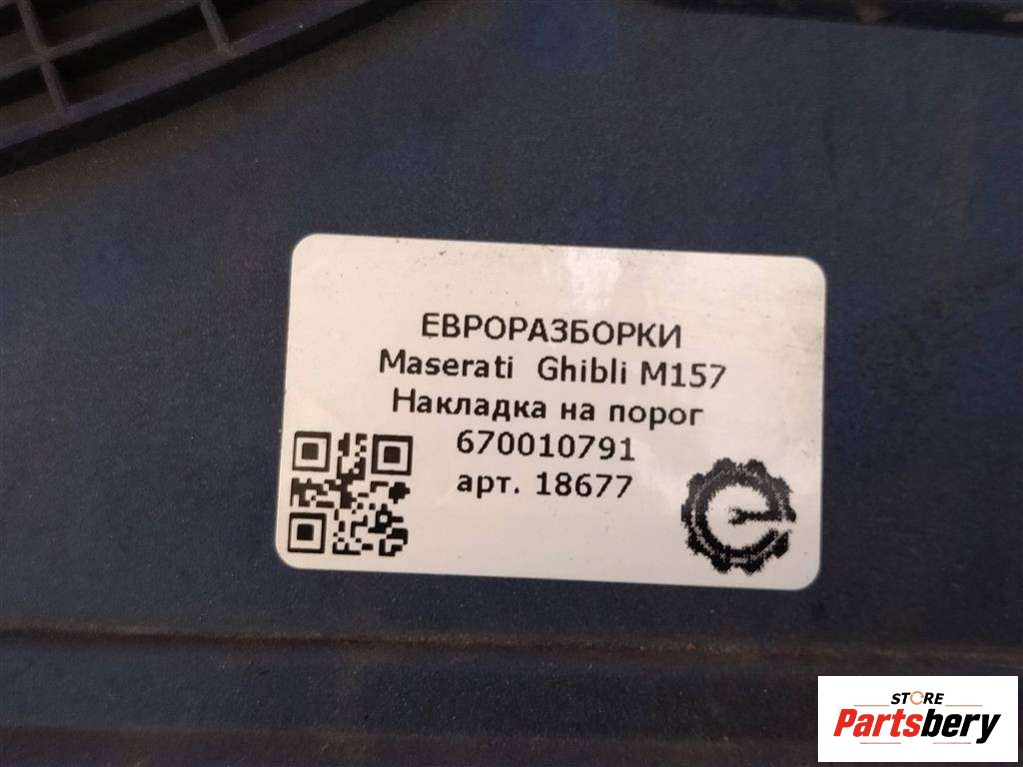 ЕВРОРАЗБОРКИ
Maserati Ghibli M157
Накладка на порог
670010791
арт. 18677
STORE
Partsbery